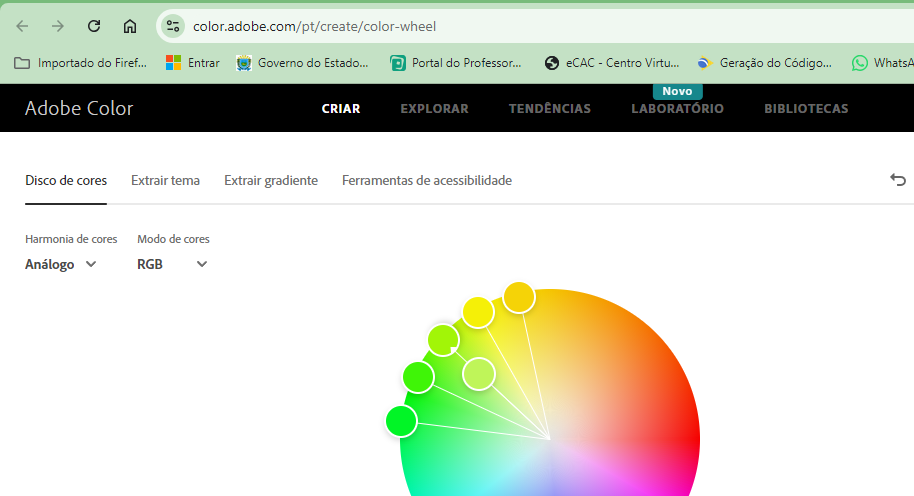 color.adobe.com/pt/create/color-wheel
Importado do Firef... Entrar Governo do Estado... Portal do Professor... eCAC - Centro Virtu... Geração do Código... WhatsA
Novo
Adobe Color CRIAR EXPLORAR TENDÊNCIAS LABORATÓRIO BIBLIOTECAS
Disco de cores Extrair tema Extrair gradiente Ferramentas de acessibilidade
Harmonia de cores Modo de cores
Análogo RGB